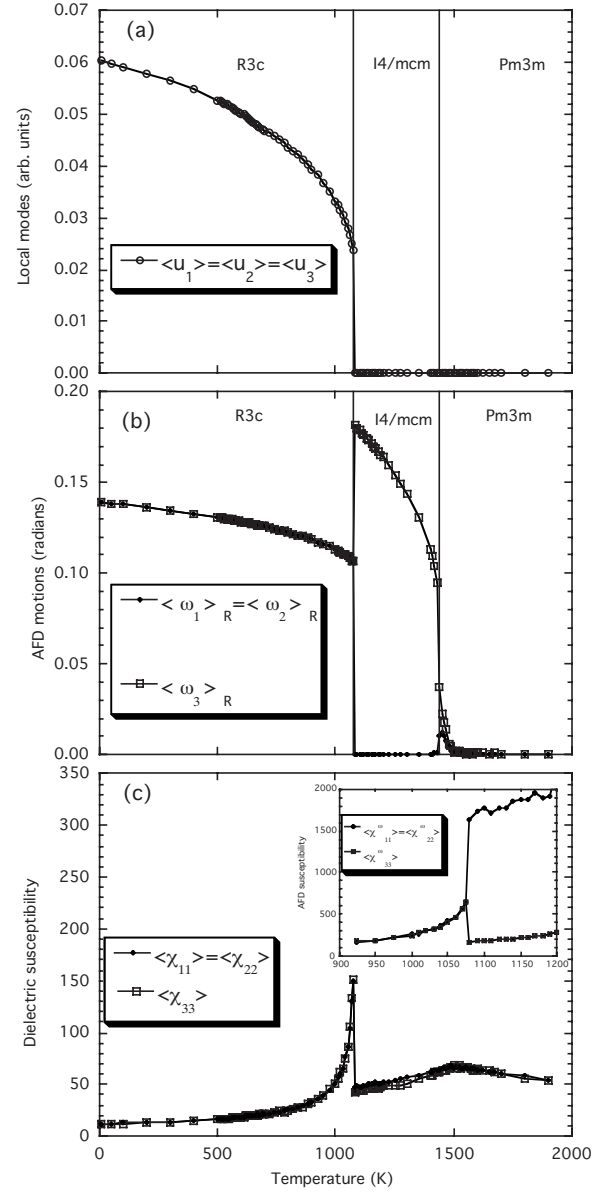 0.07
(a)
R3c
I4/mcm
Pm3m
0.06
0.05
0.04
0.03
0.02
0.01
0.00
Local modes (arb. units)
<u1>=<u2>=<u3>
0.20
(b)
R3c
I4/mcm
Pm3m
0.15
0.10
0.05
0.00
AFD motions (radians)
<ω1>R=<ω2>R
<ω3>R
350
(c)
300
250
200
150
100
50
0
Dielectric susceptibility
<χ11>=<χ22>
<χ33>
2000
1500
1000
500
0
AFD susceptibility
<χ^ω_11>=<χ^ω_22>
<χ^ω_33>
900 950 1000 1050 1100 1150 1200
0 500 1000 1500 2000
Temperature (K)